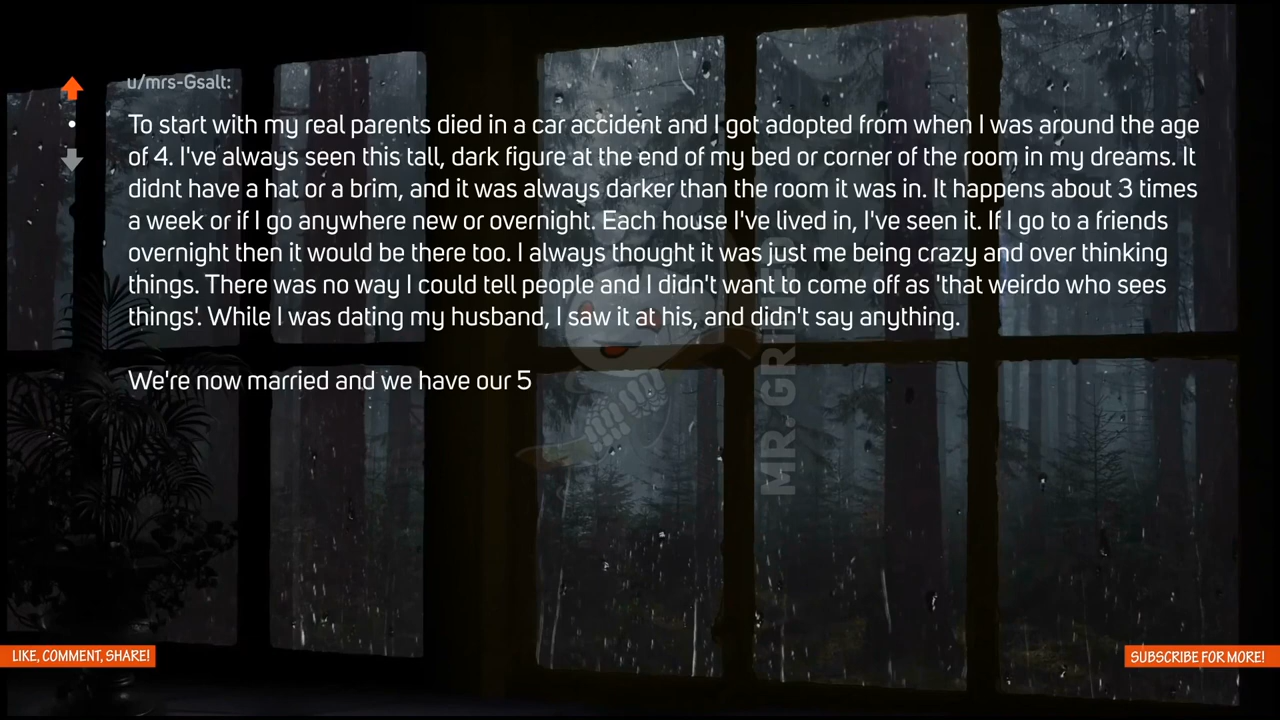 u/mrs-Gsalt:
To start with my real parents died in a car accident and I got adopted from when I was around the age
of 4. I've always seen this tall, dark figure at the end of my bed or corner of the room in my dreams. It
didnt have a hat or a brim, and it was always darker than the room it was in. It happens about 3 times
a week or if I go anywhere new or overnight. Each house I've lived in, I've seen it. If I go to a friends
overnight then it would be there too. I always thought it was just me being crazy and over thinking
things. There was no way I could tell people and I didn't want to come off as 'that weirdo who sees
things'. While I was dating my husband, I saw it at his, and didn't say anything.
We're now married and we have our 5
LIKE, COMMENT, SHARE!
SUBSCRIBE FOR MORE!